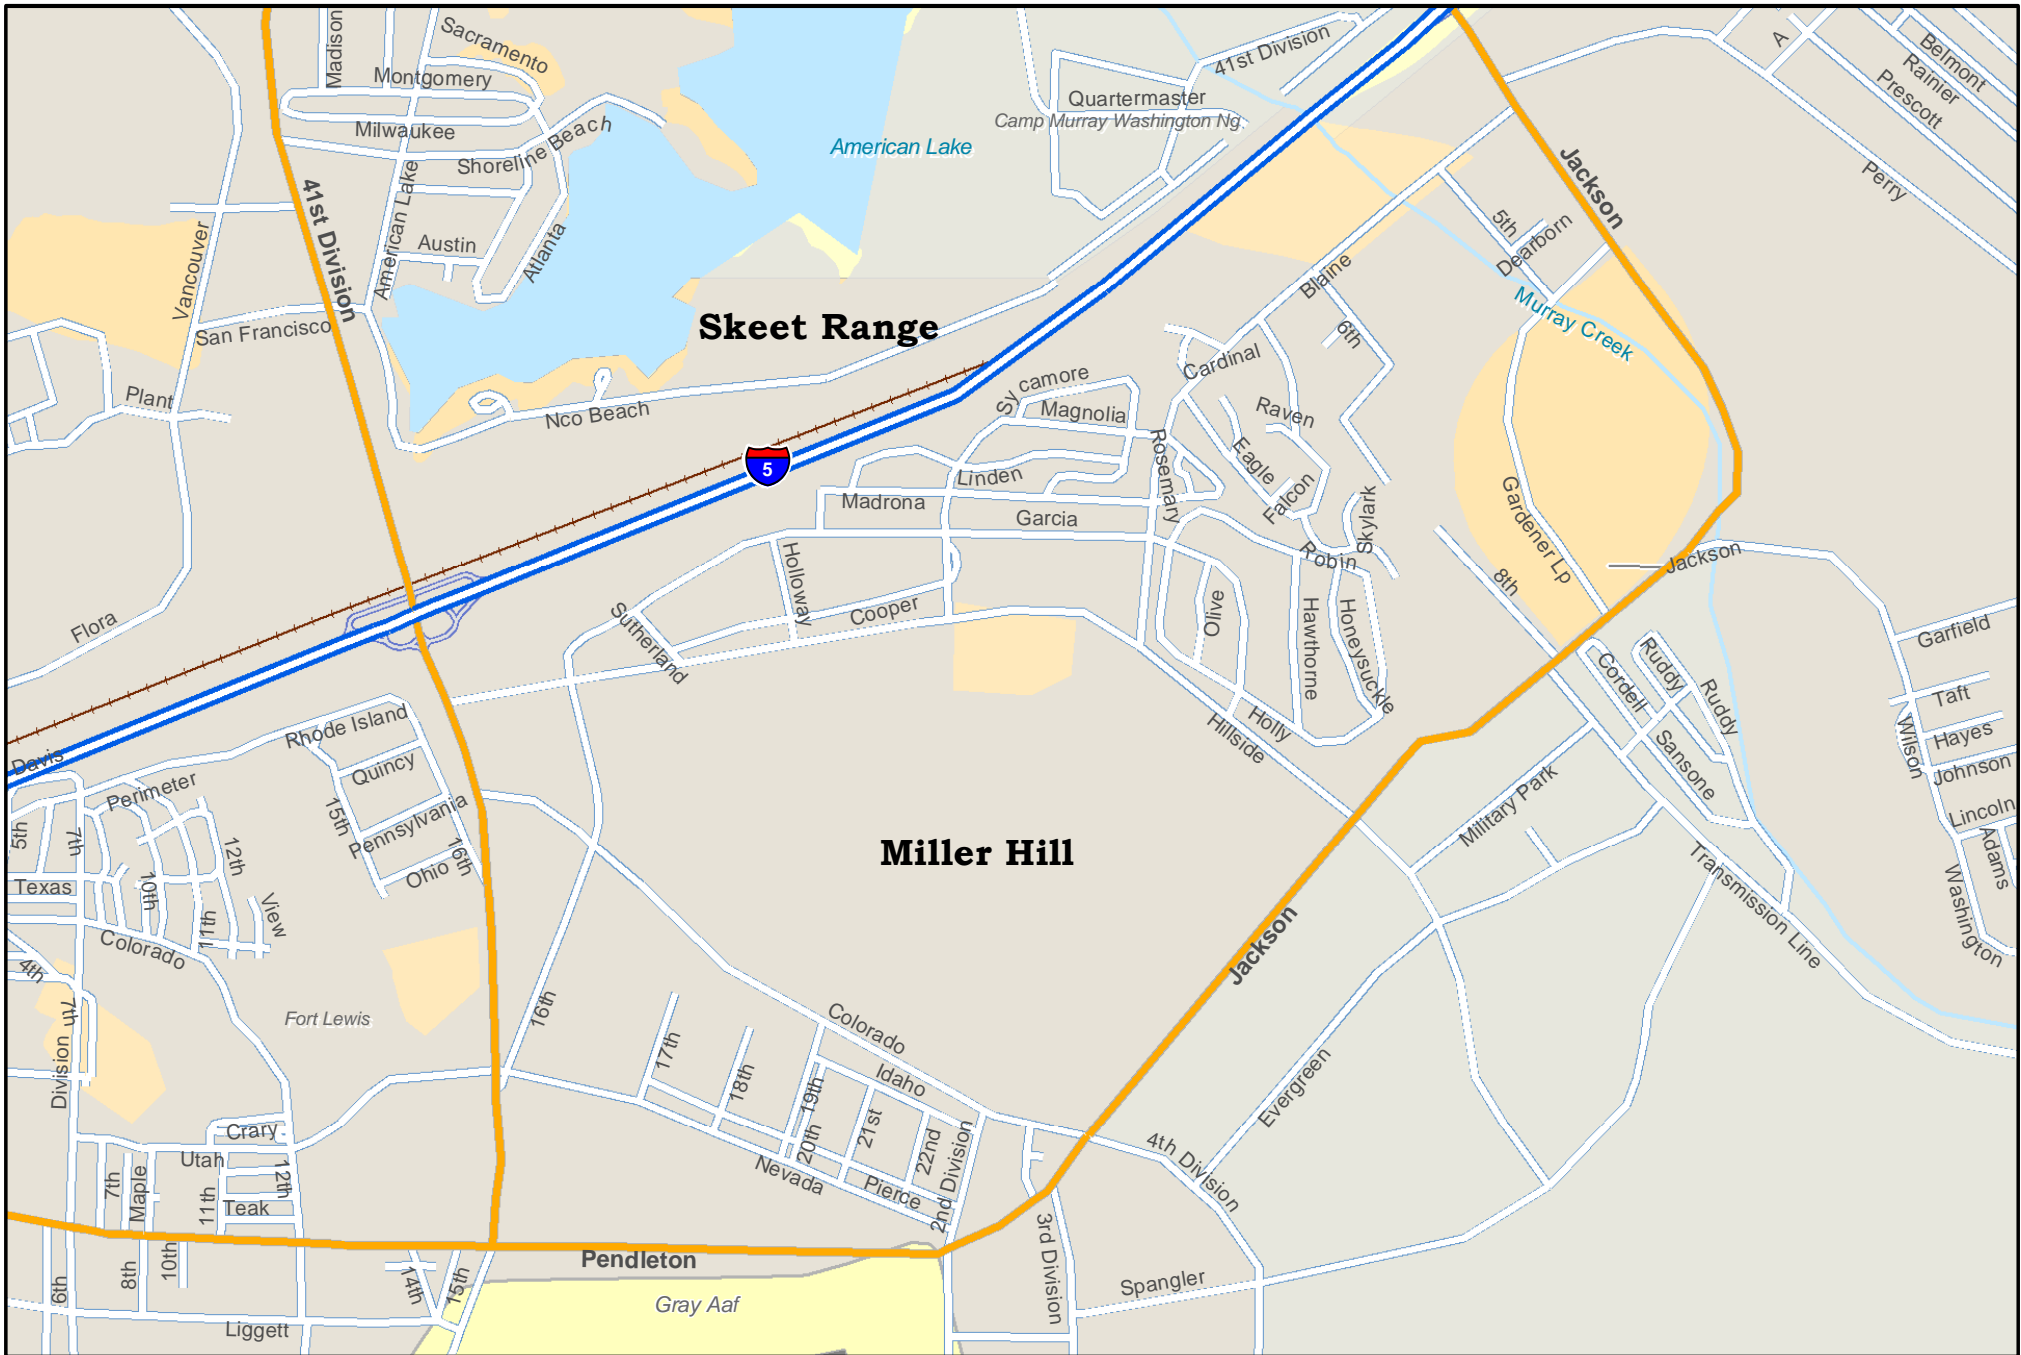 Madison
Sacramento
Montgomery
Milwaukee
Shoreline Beach
American Lake
Austin
Atlanta
41st Division
Vancouver
San Francisco
Plant
Flora
American Lake
41st Division
Quartermaster
Camp Murray Washington Ng.
A
Belmont
Rainier
Prescott
Perry
Jackson
5th
Dearborn
Blaine
Murray Creek
6th
Skeet Range
Nco Beach
5
Cardinal
Sycamore
Magnolia
Raven
Eagle
Falcon
Rosemary
Linden
Madrona
Garcia
Skylark
Robin
Gardener Lp
Jackson
8th
Holloway
Cooper
Sutherland
Olive
Hawthorne
Honeysuckle
Holly
Hillside
Ruddy
Ruddy
Cordell
Sansone
Garfield
Taft
Wilson
Hayes
Johnson
Lincoln
Adams
Washington
Davis
Rhode Island
Perimeter
Quincy
15th
Pennsylvania
Ohio
16th
5th
7th
12th
Texas
10th
11th
View
Colorado
4th
7th
Division
Fort Lewis
Miller Hill
Military Park
Transmission Line
Jackson
16th
17th
18th
19th
20th
21st
22nd
Colorado
Idaho
Evergreen
4th Division
Nevada
Pierce
2nd Division
3rd Division
Crary
Utah
7th
Maple
11th
12th
Teak
Pendleton
6th
8th
10th
14th
15th
Liggett
Gray Aaf
Spangler